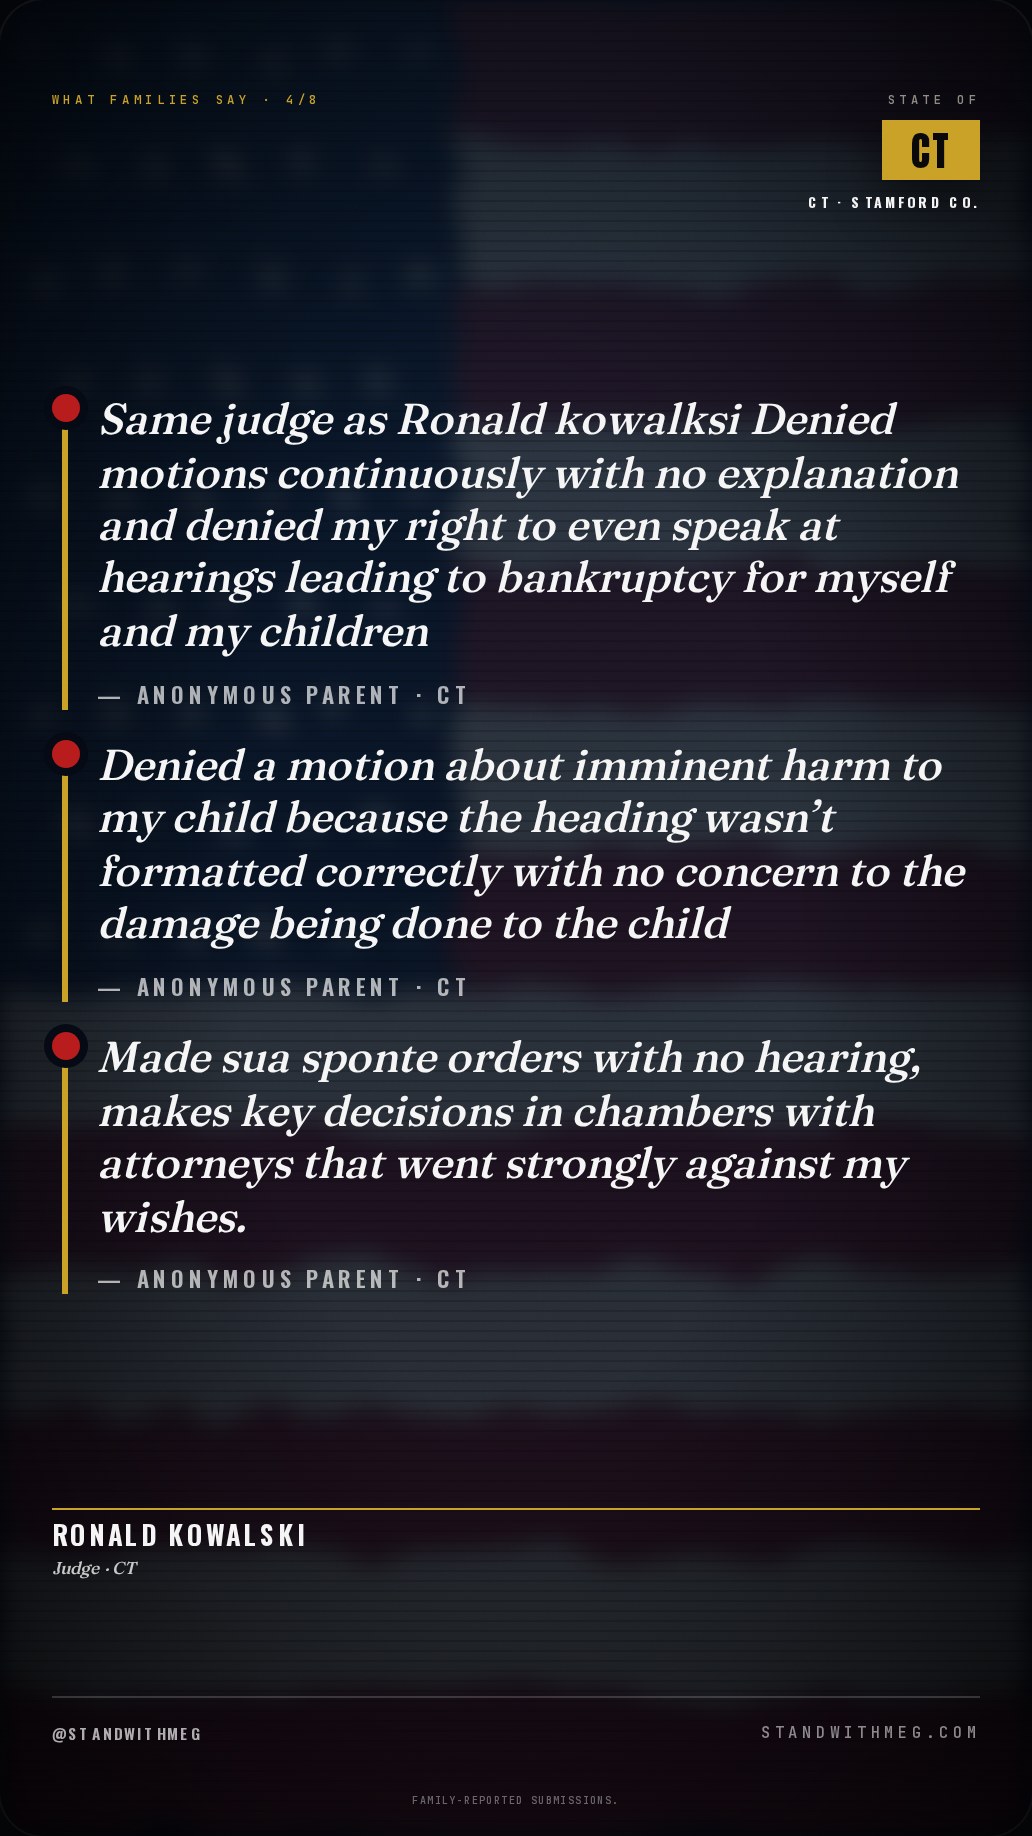 WHAT FAMILIES SAY · 4/8
STATE OF
CT
CT · STAMFORD CO.
Same judge as Ronald kowalksi Denied
motions continuously with no explanation
and denied my right to even speak at
hearings leading to bankruptcy for myself
and my children
— ANONYMOUS PARENT · CT
Denied a motion about imminent harm to
my child because the heading wasn’t
formatted correctly with no concern to the
damage being done to the child
— ANONYMOUS PARENT · CT
Made sua sponte orders with no hearing,
makes key decisions in chambers with
attorneys that went strongly against my
wishes.
— ANONYMOUS PARENT · CT
RONALD KOWALSKI
Judge · CT
@STANDWITHMEG
STANDWITHMEG.COM
FAMILY-REPORTED SUBMISSIONS.